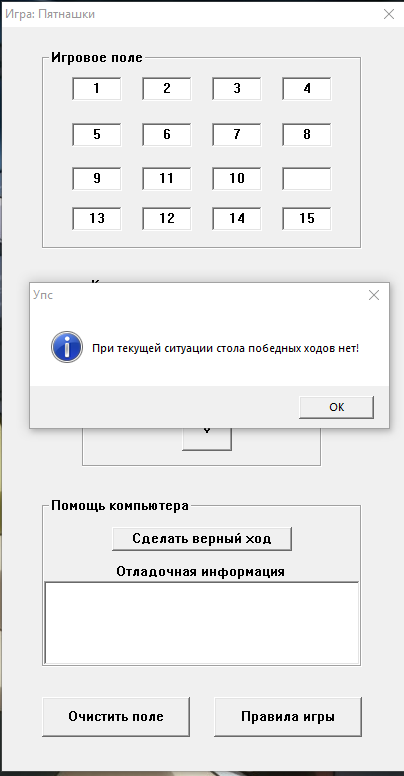 Игра: Пятнашки
Игровое поле
1 2 3 4
5 6 7 8
9 11 10
13 12 14 15
Упс
При текущей ситуации стола победных ходов нет!
OK
Помощь компьютера
Сделать верный ход
Отладочная информация
Очистить поле Правила игры